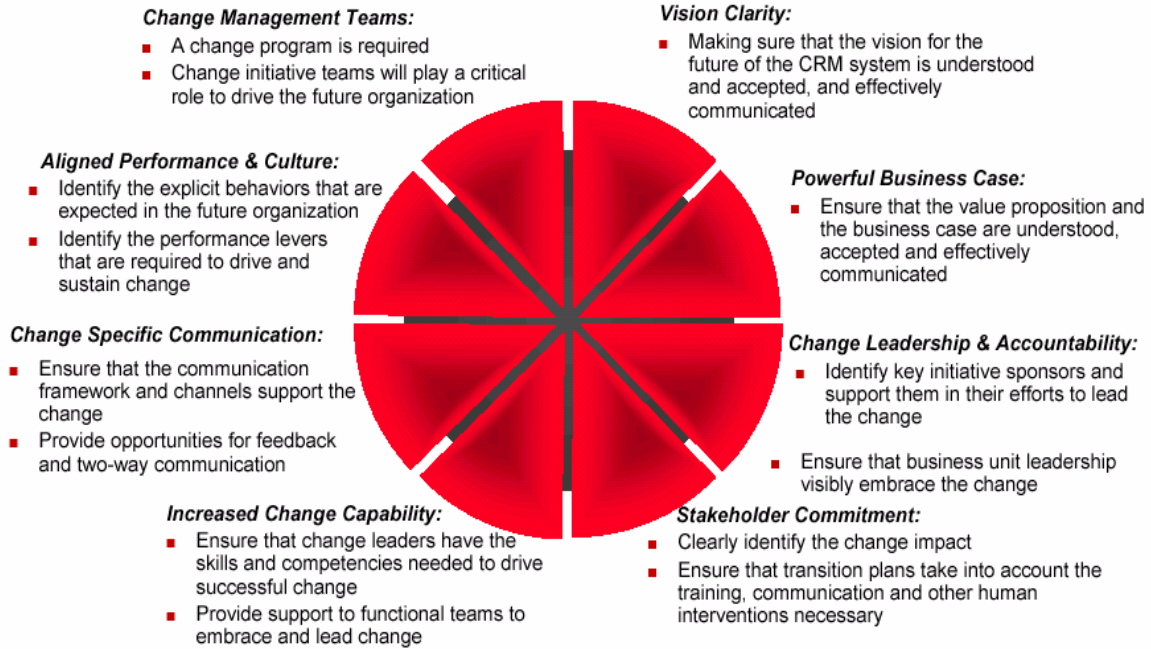 Change Management Teams:
A change program is required
Change initiative teams will play a critical
role to drive the future organization
Vision Clarity:
Making sure that the vision for the
future of the CRM system is understood
and accepted, and effectively
communicated
Aligned Performance & Culture:
Identify the explicit behaviors that are
expected in the future organization
Identify the performance levers
that are required to drive and
sustain change
Powerful Business Case:
Ensure that the value proposition and
the business case are understood,
accepted and effectively
communicated
Change Specific Communication:
Ensure that the communication
framework and channels support the
change
Provide opportunities for feedback
and two-way communication
Change Leadership & Accountability:
Identify key initiative sponsors and
support them in their efforts to lead
the change
Ensure that business unit leadership
visibly embrace the change
Increased Change Capability:
Ensure that change leaders have the
skills and competencies needed to drive
successful change
Provide support to functional teams to
embrace and lead change
Stakeholder Commitment:
Clearly identify the change impact
Ensure that transition plans take into account the
training, communication and other human
interventions necessary